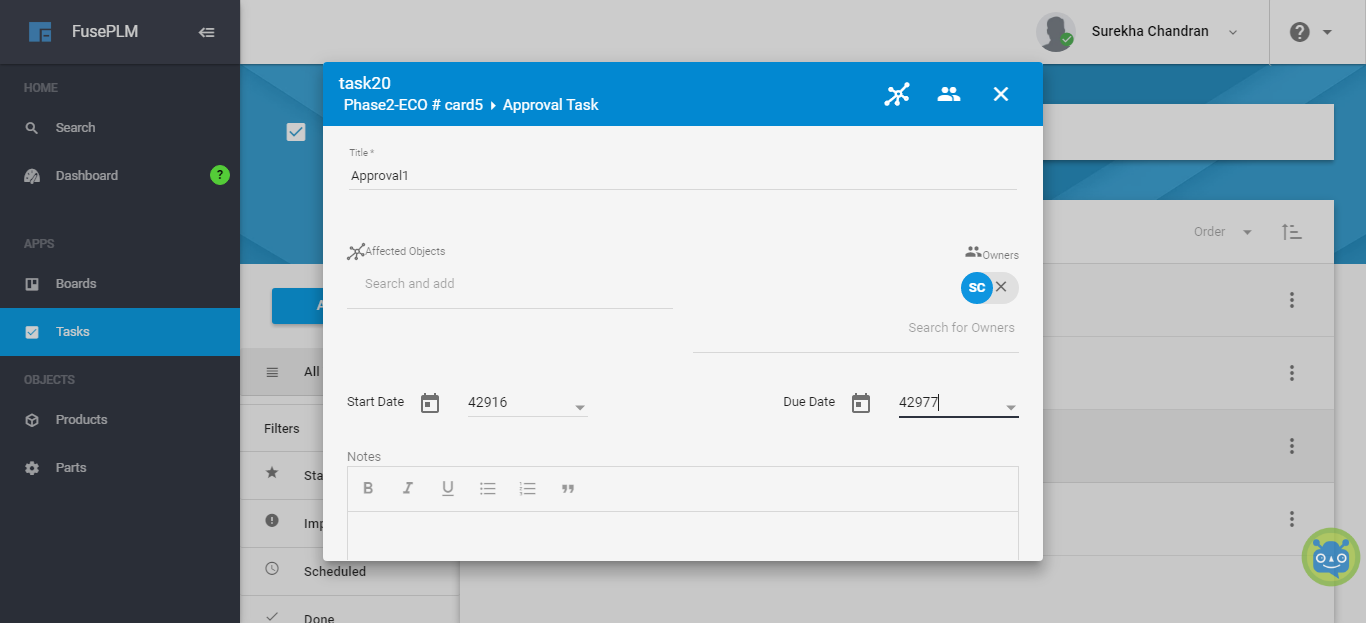 FusePLM
Surekha Chandran
?
HOME
Search
Dashboard
?
APPS
Boards
Tasks
OBJECTS
Products
Parts
task20
Phase2-ECO # card5 Approval Task
Title *
Approval1
Affected Objects
Search and add
Owners
SC
Search for Owners
Start Date
42916
Due Date
42977
Notes
B I U
Order
All
Filters
Scheduled
Done